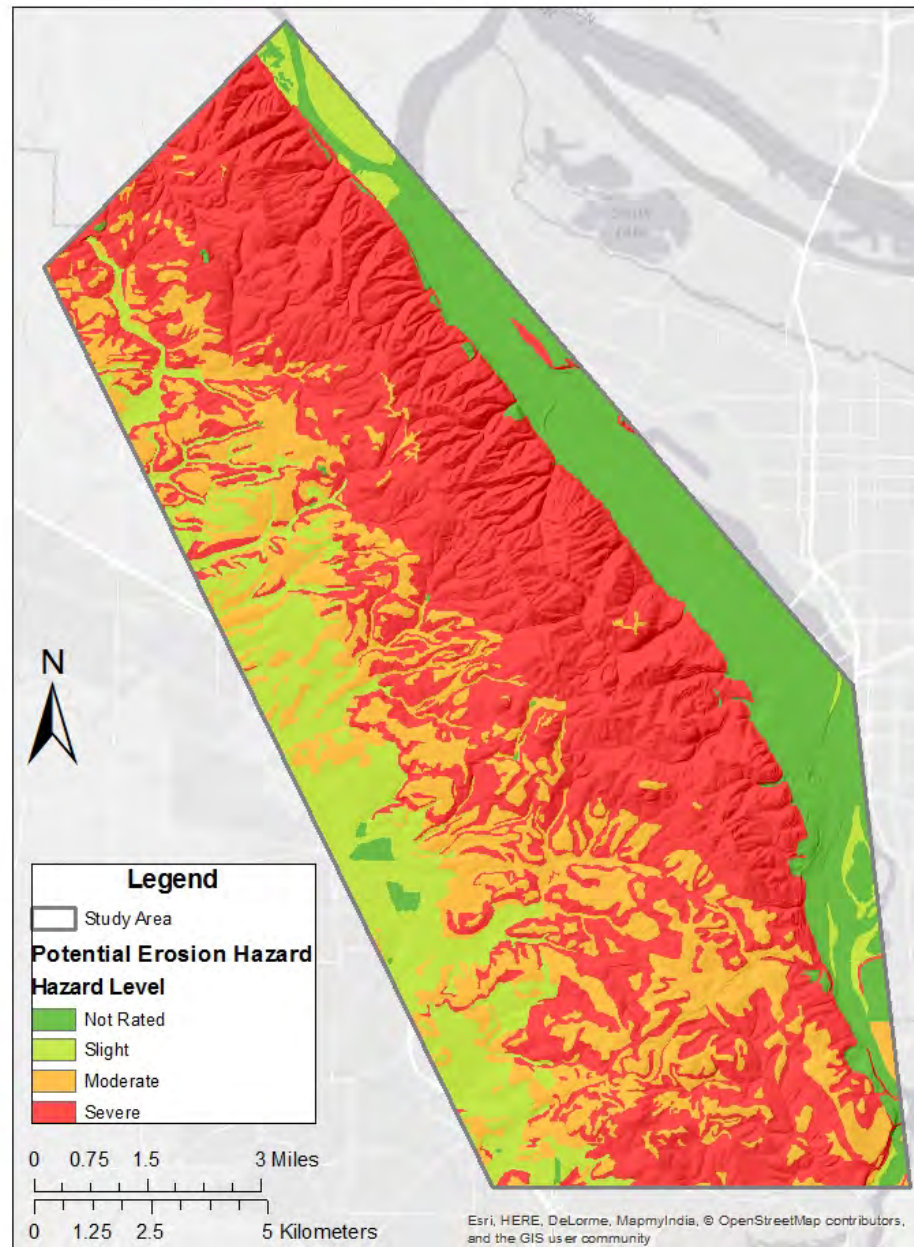 N
Legend
Study Area
Potential Erosion Hazard
Hazard Level
Not Rated
Slight
Moderate
Severe
0 0.75 1.5 3 Miles
0 1.25 2.5 5 Kilometers
Esri, HERE, DeLorme, MapmyIndia, © OpenStreetMap contributors,
and the GIS user community